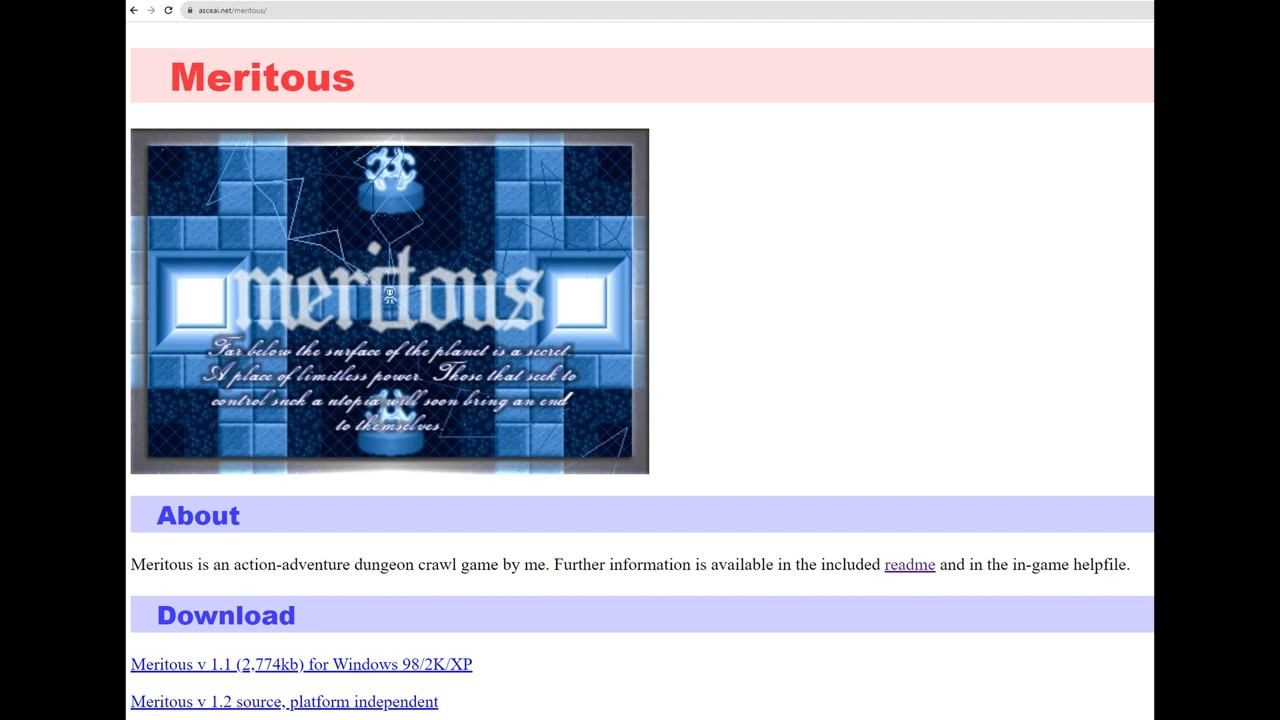 asceai.net/meritous/
Meritous
meritous
Far below the surface of the planet is a secret.
A place of limitless power. Those that seek to
control such a utopia will soon bring an end
to themselves.
About
Meritous is an action-adventure dungeon crawl game by me. Further information is available in the included readme and in the in-game helpfile.
Download
Meritous v 1.1 (2,774kb) for Windows 98/2K/XP
Meritous v 1.2 source, platform independent